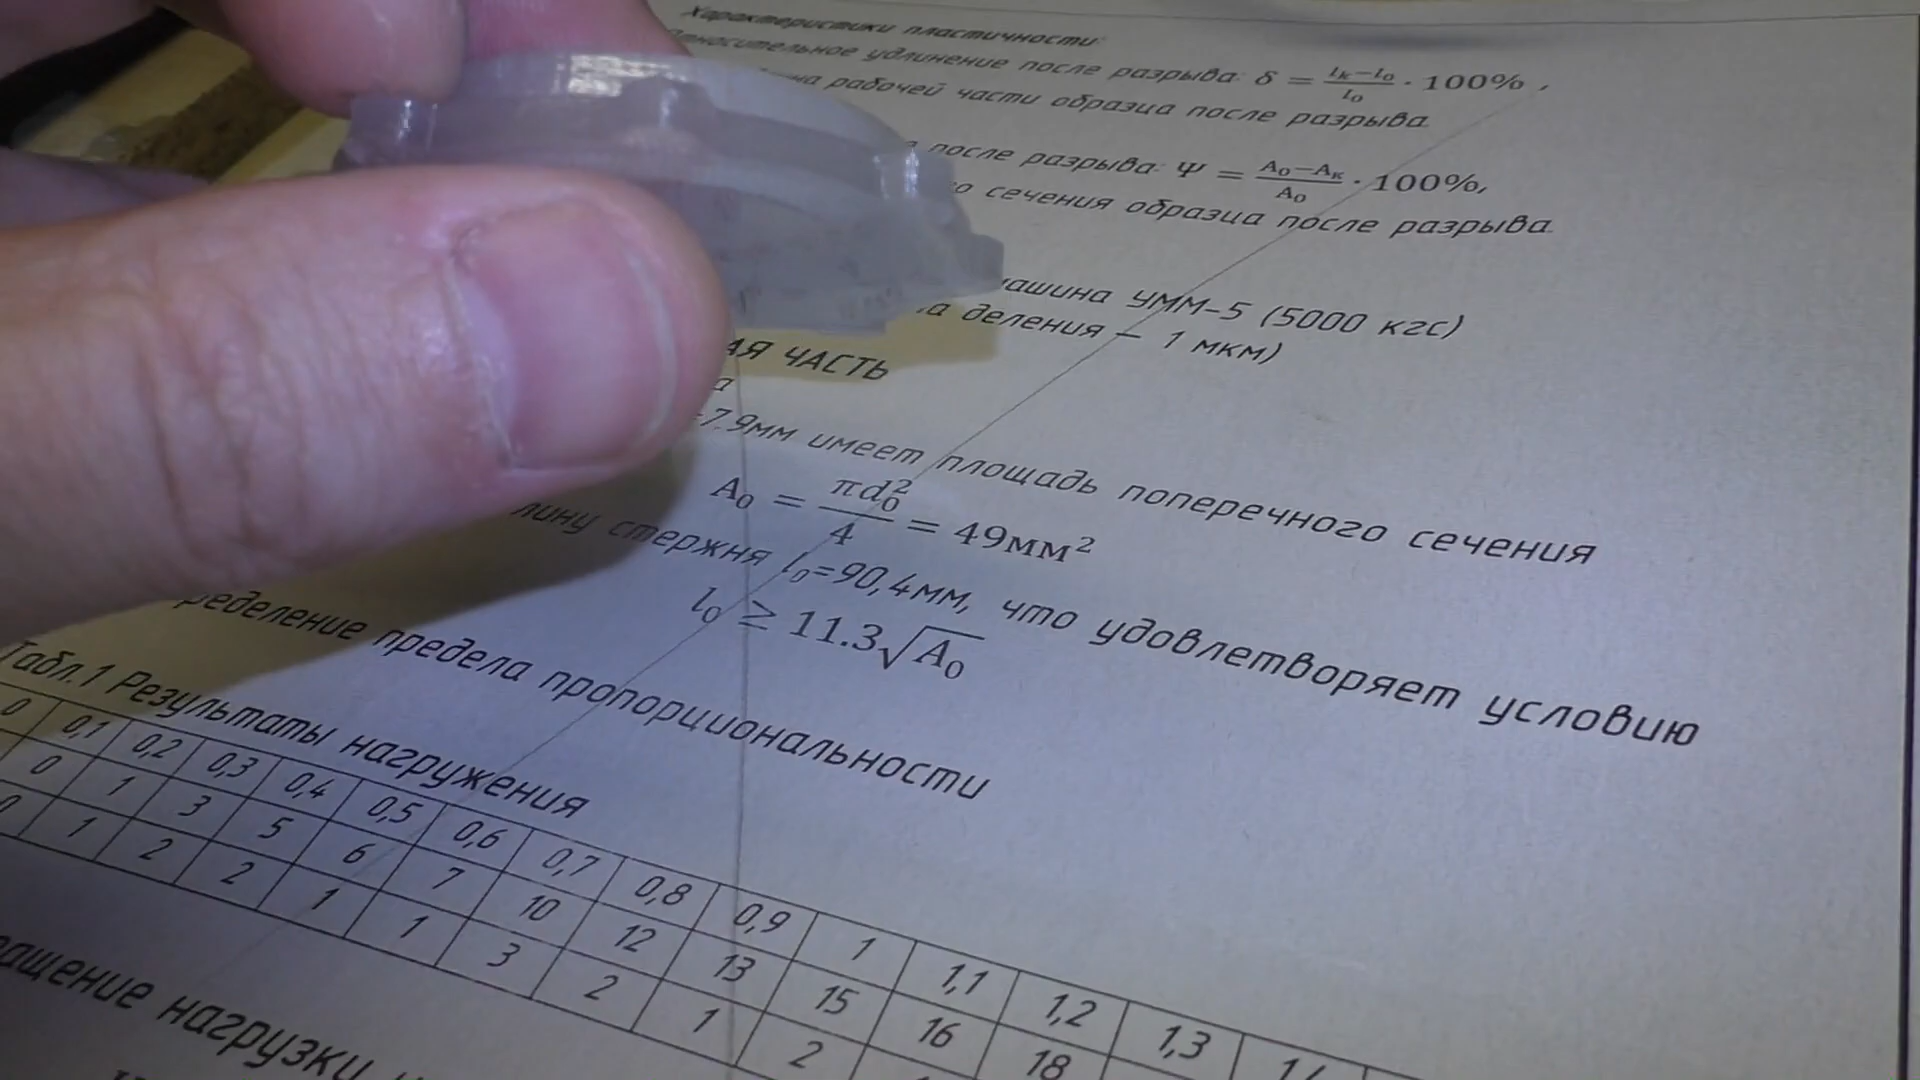 Характеристики пластичности:
Относительное удлинение после разрыва: δ = (lк−l0)/l0 · 100% ,
рабочей части образца после разрыва.
после разрыва: Ψ = (A0−Aк)/A0 · 100%,
сечения образца после разрыва.
УММ-5 (5000 кгс)
деления – 1 мкм)
ЧАСТЬ
7,9мм имеет площадь поперечного сечения
A0 = πd0²/4 = 49мм²
стержня l0=90,4мм, что удовлетворяет условию
l0 ≥ 11.3√A0
предела пропорциональности
Табл.1 Результаты нагружения
0 0,1 0,2 0,3 0,4 0,5 0,6 0,7 0,8 0,9 1 1,1 1,2 1,3
0 1 3 5 6 7 10 12 13 15 16 18
0 1 2 2 1 1 3 2 1 2
нагрузки